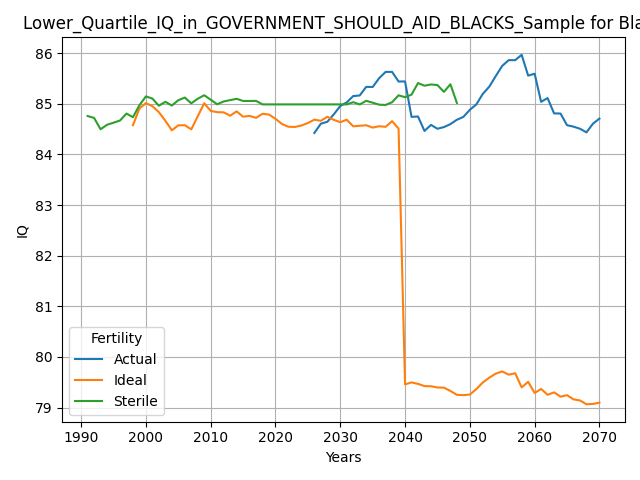 Lower_Quartile_IQ_in_GOVERNMENT_SHOULD_AID_BLACKS_Sample for Bla
86
85
84
83
82
81
80
79
IQ
Fertility
Actual
Ideal
Sterile
1990 2000 2010 2020 2030 2040 2050 2060 2070
Years